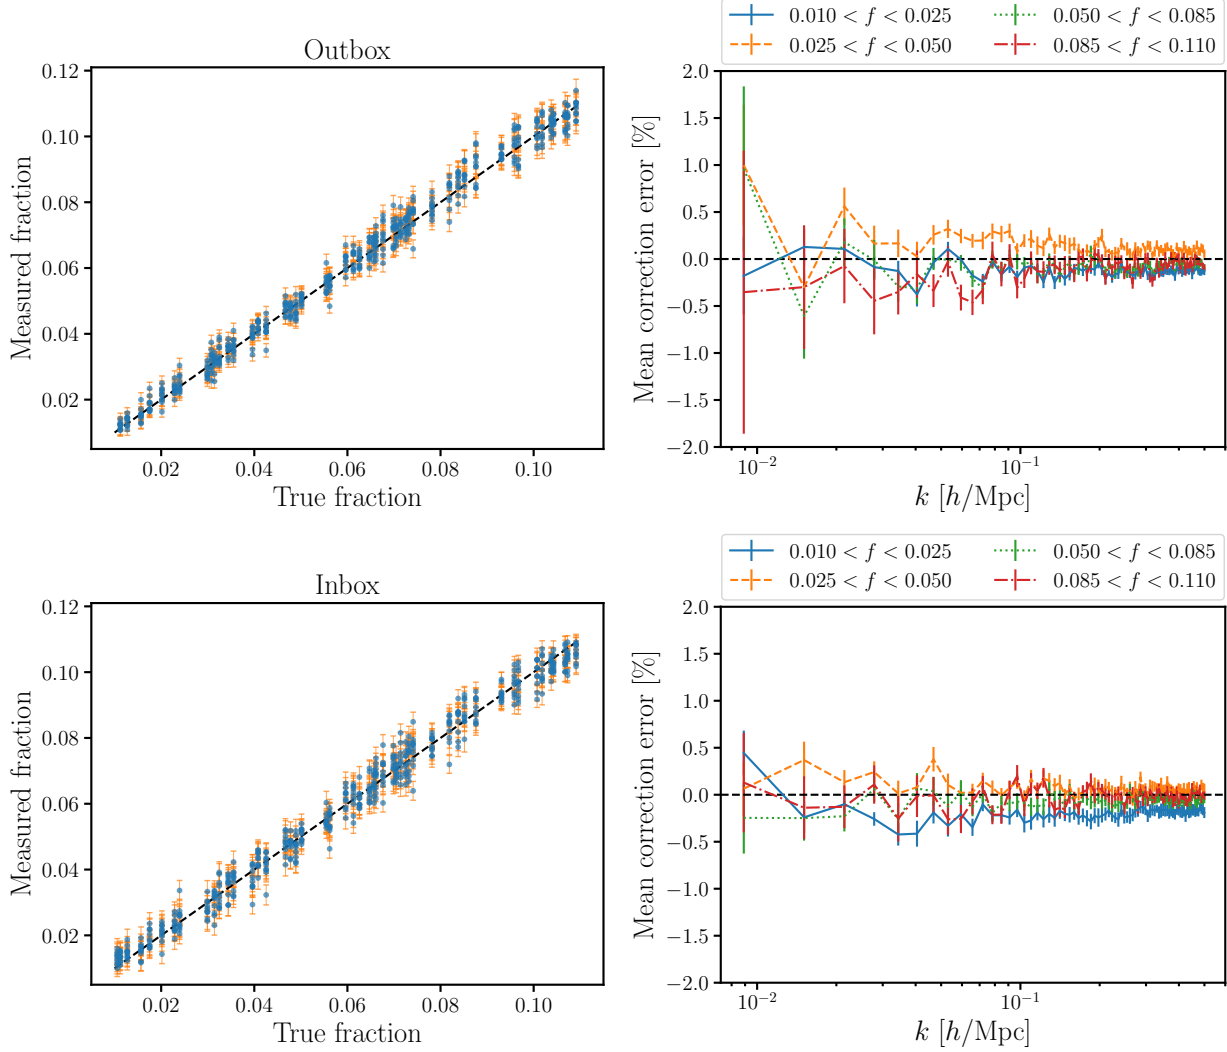 Outbox
0.12
0.10
0.08
0.06
0.04
0.02
Measured fraction
0.02 0.04 0.06 0.08 0.10
True fraction
0.010 < f < 0.025
0.025 < f < 0.050
0.050 < f < 0.085
0.085 < f < 0.110
2.0
1.5
1.0
0.5
0.0
−0.5
−1.0
−1.5
−2.0
Mean correction error [%]
10⁻² 10⁻¹
k [h/Mpc]
Inbox
0.12
0.10
0.08
0.06
0.04
0.02
Measured fraction
0.02 0.04 0.06 0.08 0.10
True fraction
0.010 < f < 0.025
0.025 < f < 0.050
0.050 < f < 0.085
0.085 < f < 0.110
2.0
1.5
1.0
0.5
0.0
−0.5
−1.0
−1.5
−2.0
Mean correction error [%]
10⁻² 10⁻¹
k [h/Mpc]